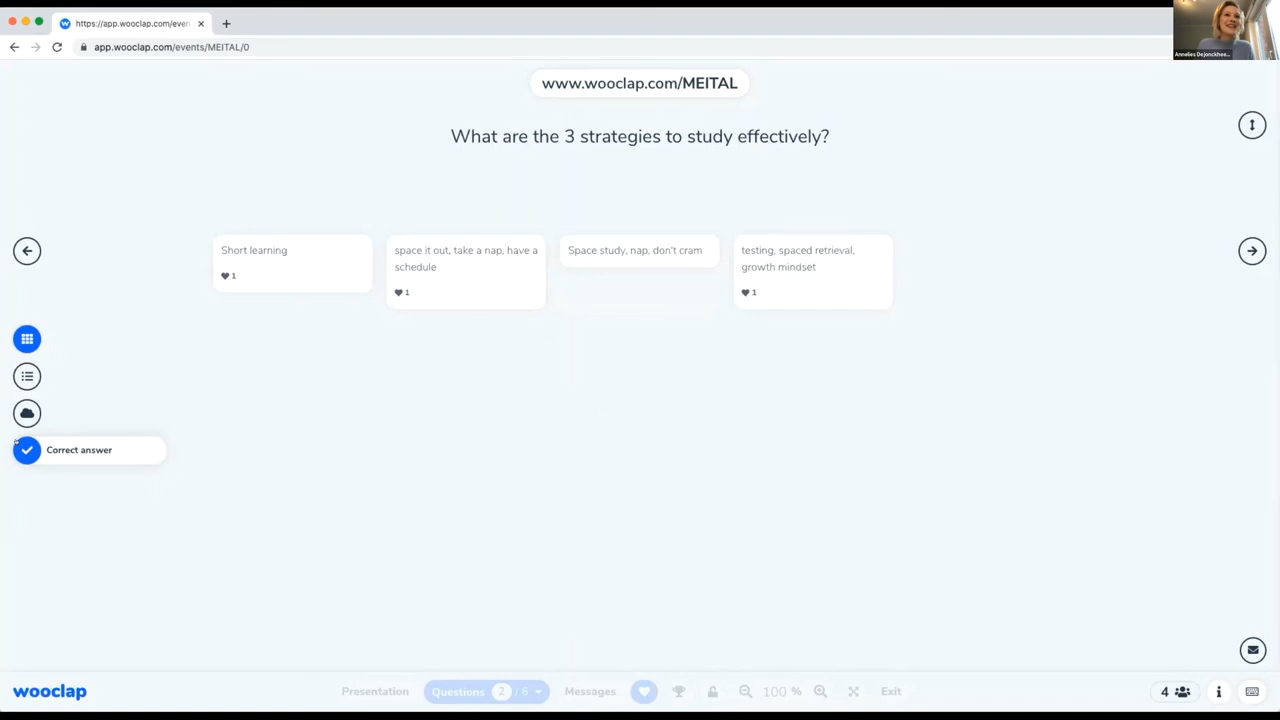 https://app.wooclap.com/even
app.wooclap.com/events/MEITAL/0
Annelies Dejonckhee...
www.wooclap.com/MEITAL
What are the 3 strategies to study effectively?
Short learning
1
space it out, take a nap, have a
schedule
1
Space study, nap, don't cram
testing, spaced retrieval,
growth mindset
1
Correct answer
wooclap
Presentation
Questions 2 / 6
Messages
100 %
Exit
4
i